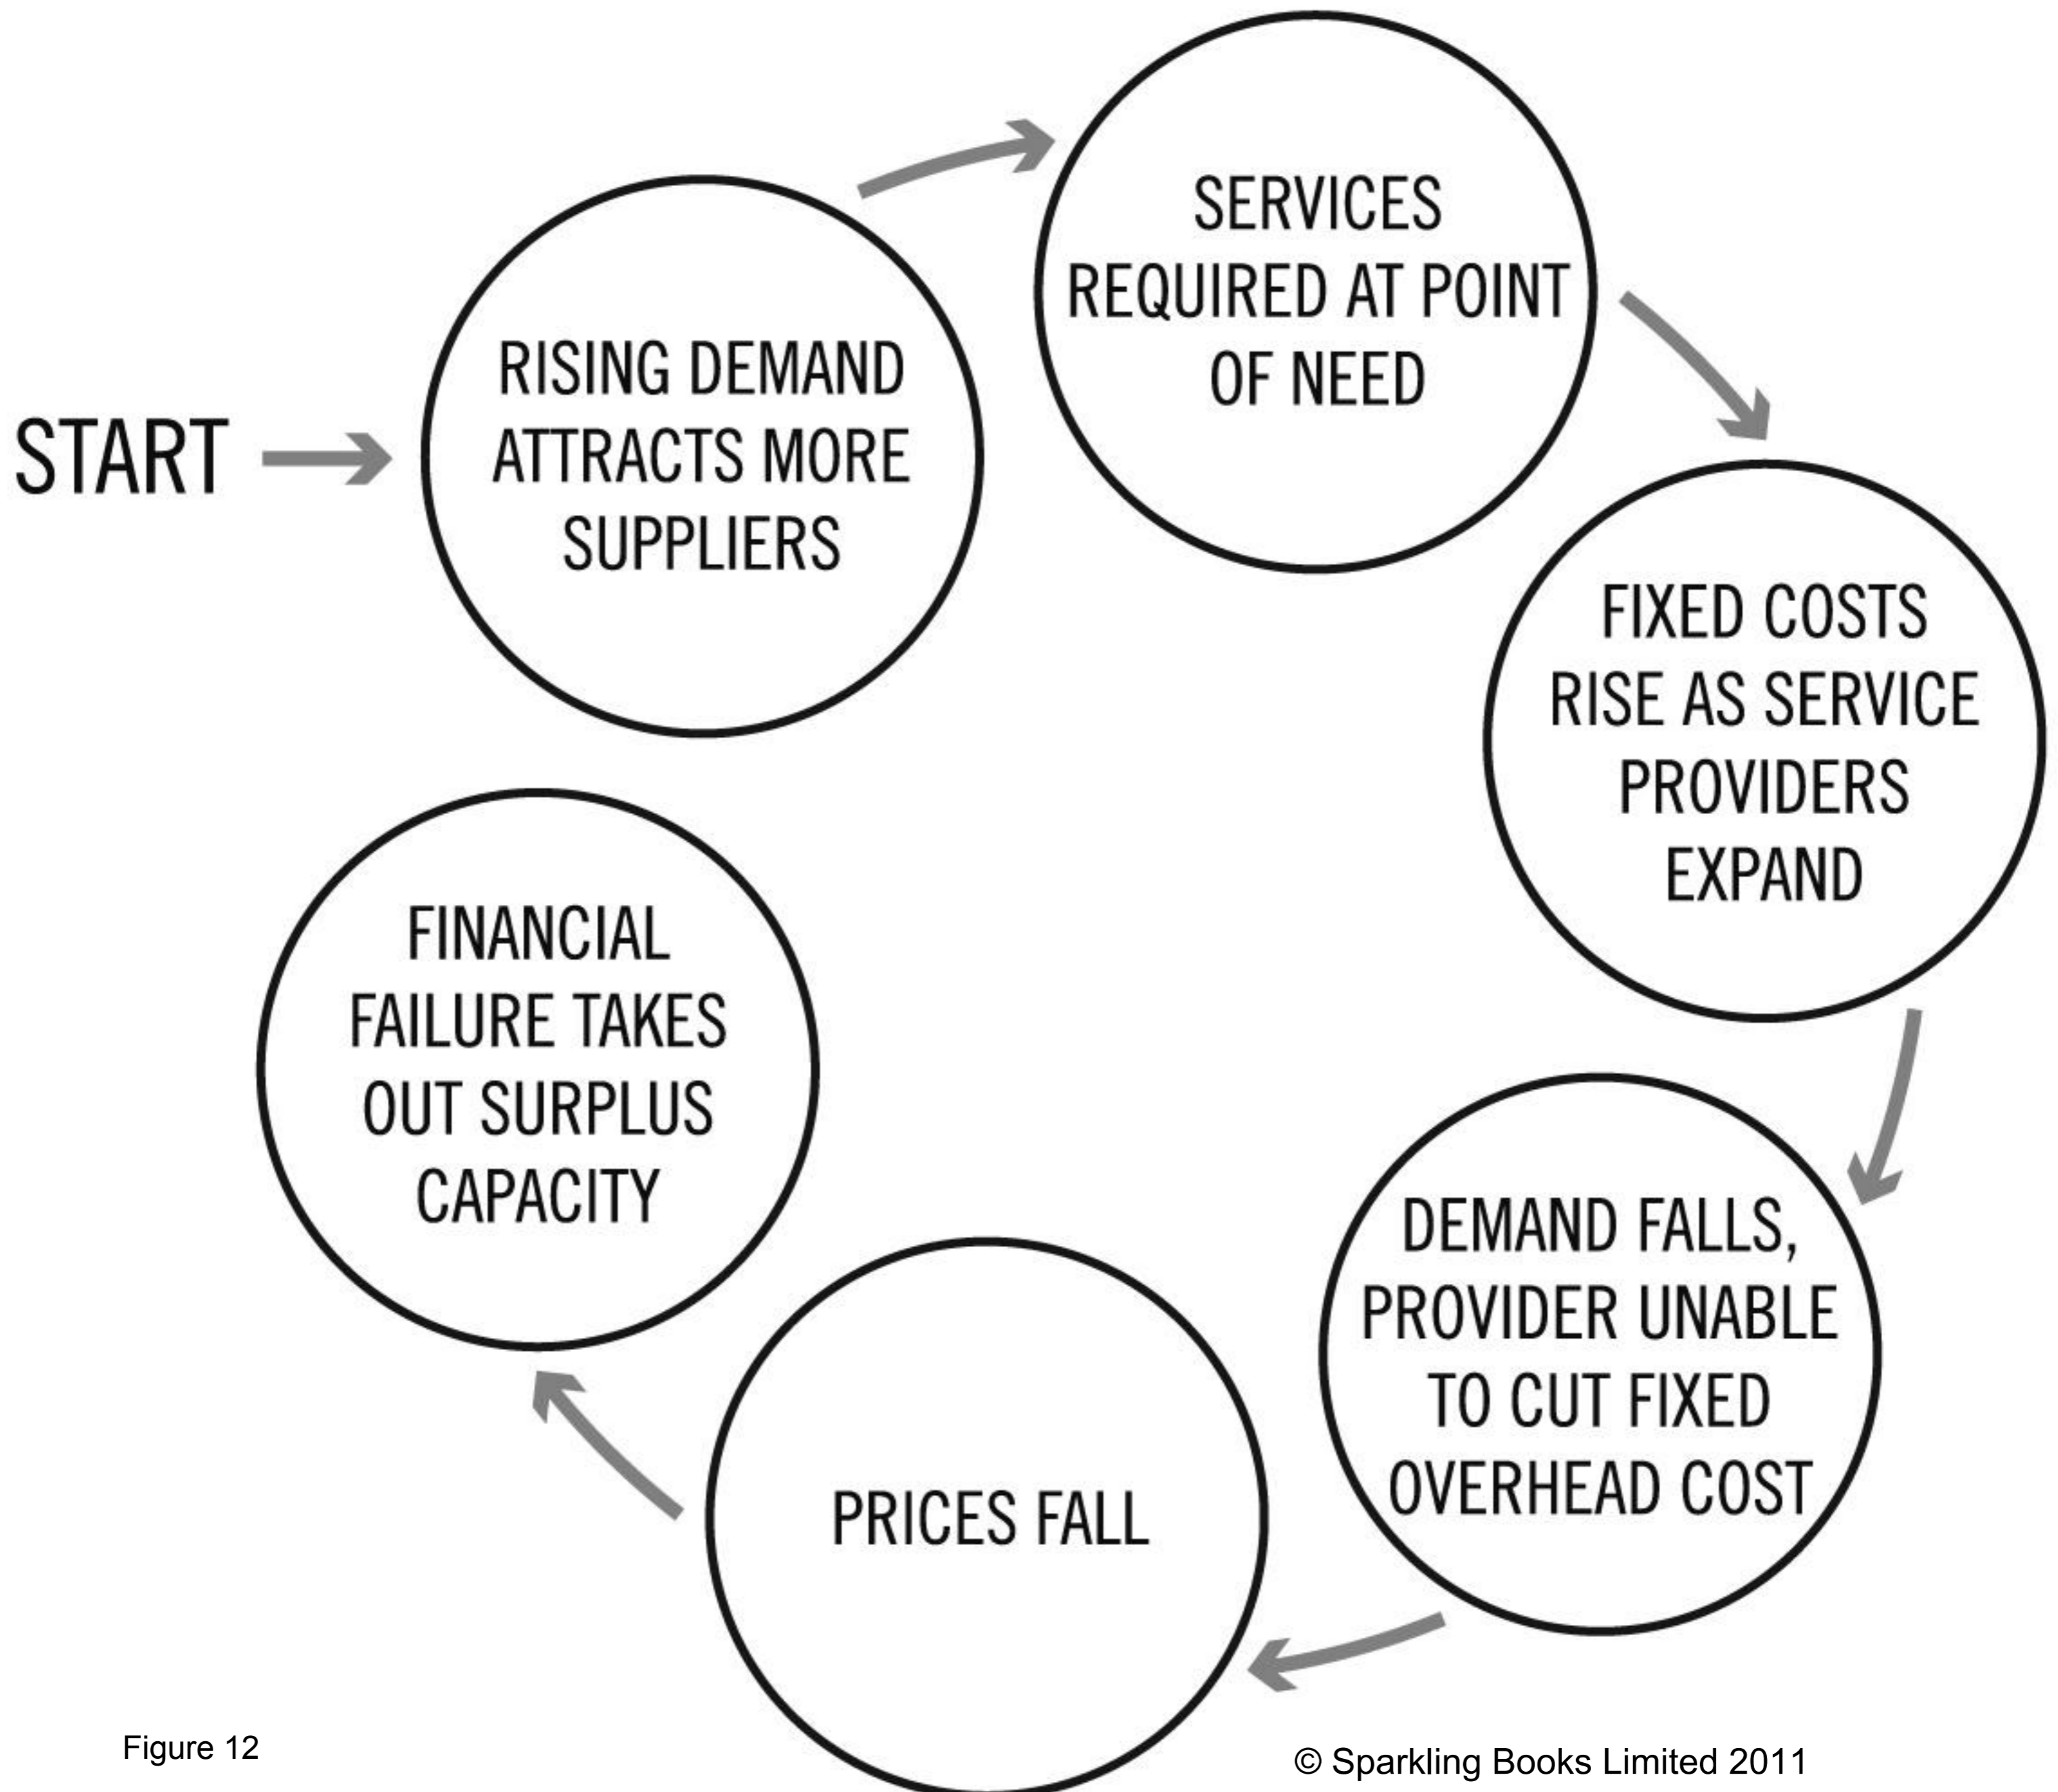 START
RISING DEMAND
ATTRACTS MORE
SUPPLIERS
SERVICES
REQUIRED AT POINT
OF NEED
FIXED COSTS
RISE AS SERVICE
PROVIDERS
EXPAND
DEMAND FALLS,
PROVIDER UNABLE
TO CUT FIXED
OVERHEAD COST
PRICES FALL
FINANCIAL
FAILURE TAKES
OUT SURPLUS
CAPACITY
Figure 12
© Sparkling Books Limited 2011